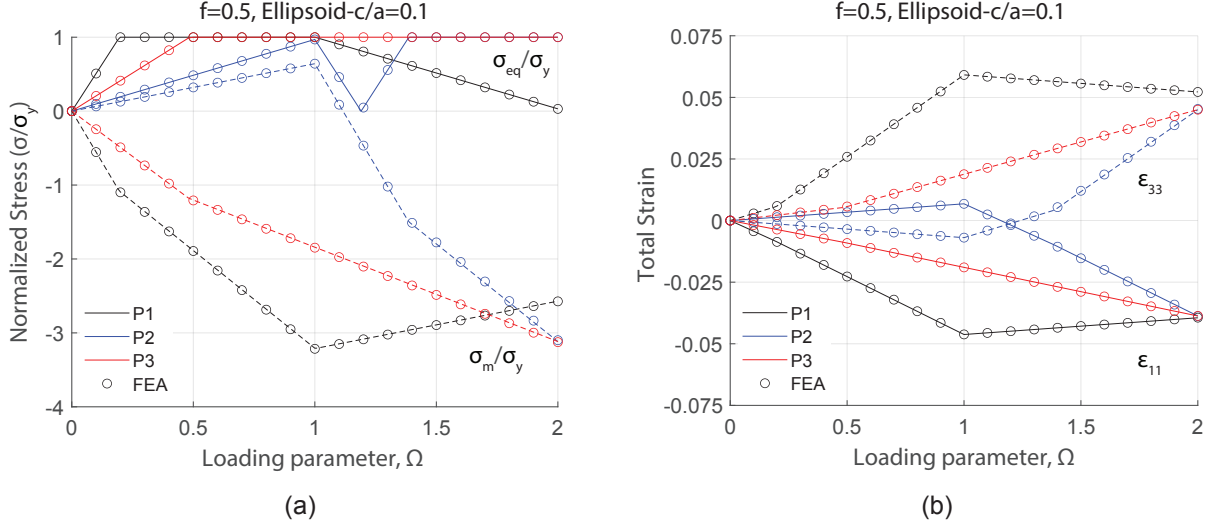 f=0.5, Ellipsoid-c/a=0.1
1
0
-1
-2
-3
-4
0
0.5
1
1.5
2
Normalized Stress (σ/σy)
Loading parameter, Ω
σeq/σy
σm/σy
P1
P2
P3
FEA
(a)
f=0.5, Ellipsoid-c/a=0.1
0.075
0.05
0.025
0
-0.025
-0.05
-0.075
0
0.5
1
1.5
2
Total Strain
Loading parameter, Ω
ε33
ε11
P1
P2
P3
FEA
(b)